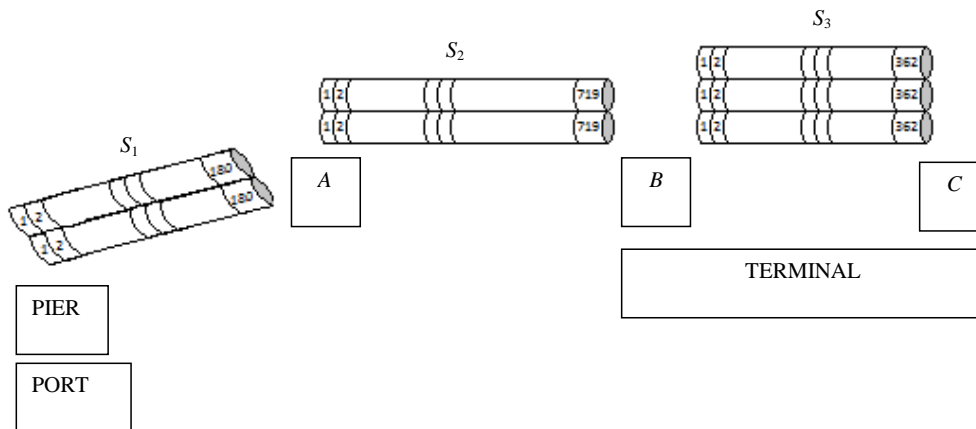 S3
S2
1 2 362
1 2 719
1 2 362
1 2 719
1 2 362
S1
1 2 180
1 2 180
A
B
C
TERMINAL
PIER
PORT